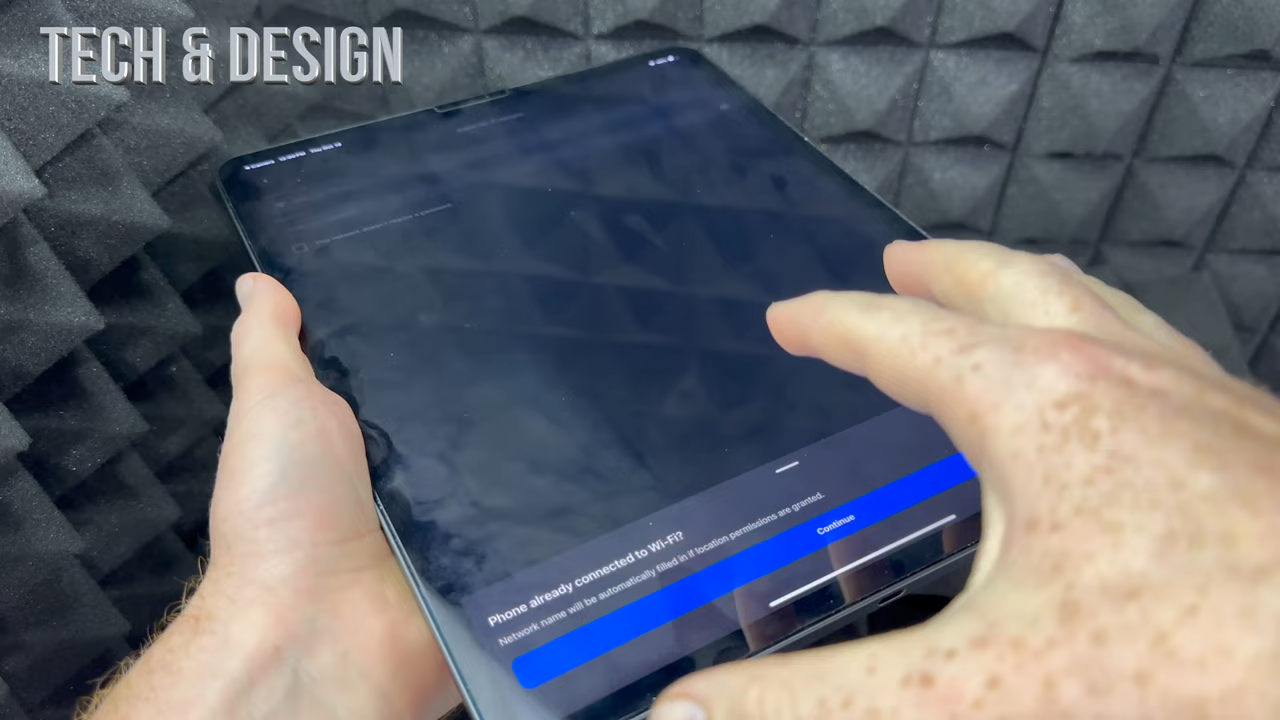 TECH & DESIGN
Phone already connected to Wi-Fi?
Network name will be automatically filled in if location permissions are granted.
Continue